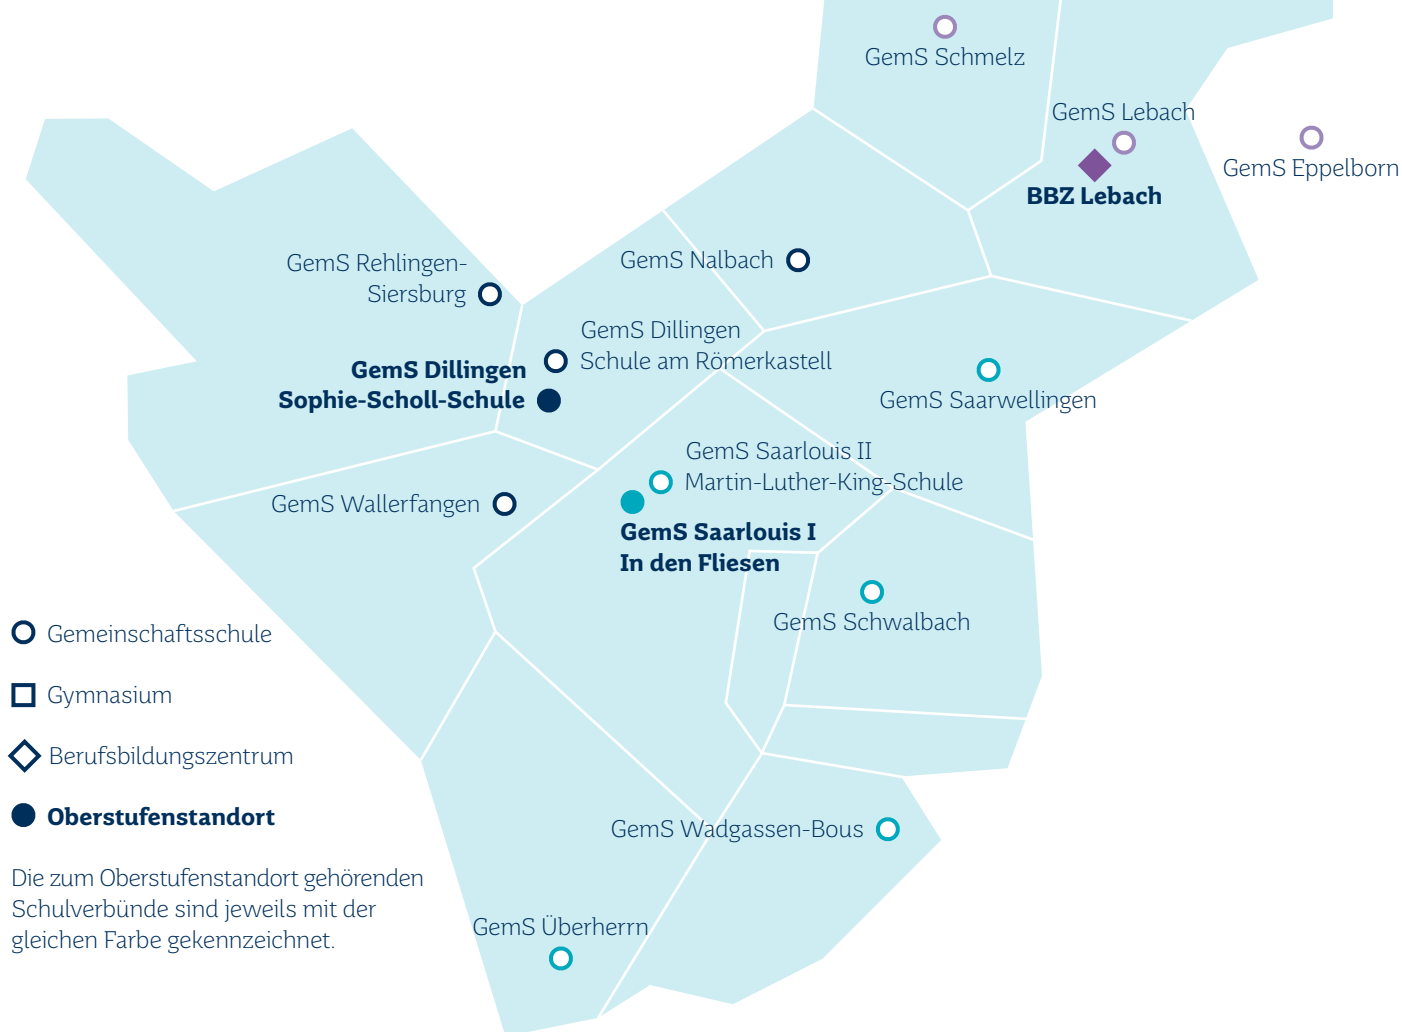 GemS Schmelz
GemS Lebach
GemS Eppelborn
BBZ Lebach
GemS Rehlingen-
Siersburg
GemS Nalbach
GemS Dillingen
Schule am Römerkastell
GemS Dillingen
Sophie-Scholl-Schule
GemS Saarwellingen
GemS Saarlouis II
Martin-Luther-King-Schule
GemS Wallerfangen
GemS Saarlouis I
In den Fliesen
GemS Schwalbach
Gemeinschaftsschule
Gymnasium
Berufsbildungszentrum
Oberstufenstandort
GemS Wadgassen-Bous
Die zum Oberstufenstandort gehörenden
Schulverbünde sind jeweils mit der
gleichen Farbe gekennzeichnet.
GemS Überherrn